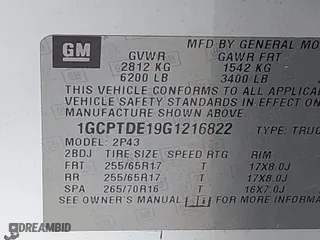 GM
MFD BY GENERAL MO
GVWR GAWR FRT
2812 KG 1542 KG
6200 LB 3400 LB
THIS VEHICLE CONFORMS TO ALL APPLICABL
VEHICLE SAFETY STANDARDS IN EFFECT ON
MANUFACTURE SHOWN ABOVE.
1GCPTDE19G1216822 TYPE: TRUC
MODEL: 2P43
2BDJ TIRE SIZE SPEED RTG RIM
FRT 255/65R17 T 17X8.0J
RR 255/65R17 T 17X8.0J
SPA 265/70R16 T 16X7.0J
SEE OWNER'S MANUAL FOR MORE INFORMA
DREAMBID